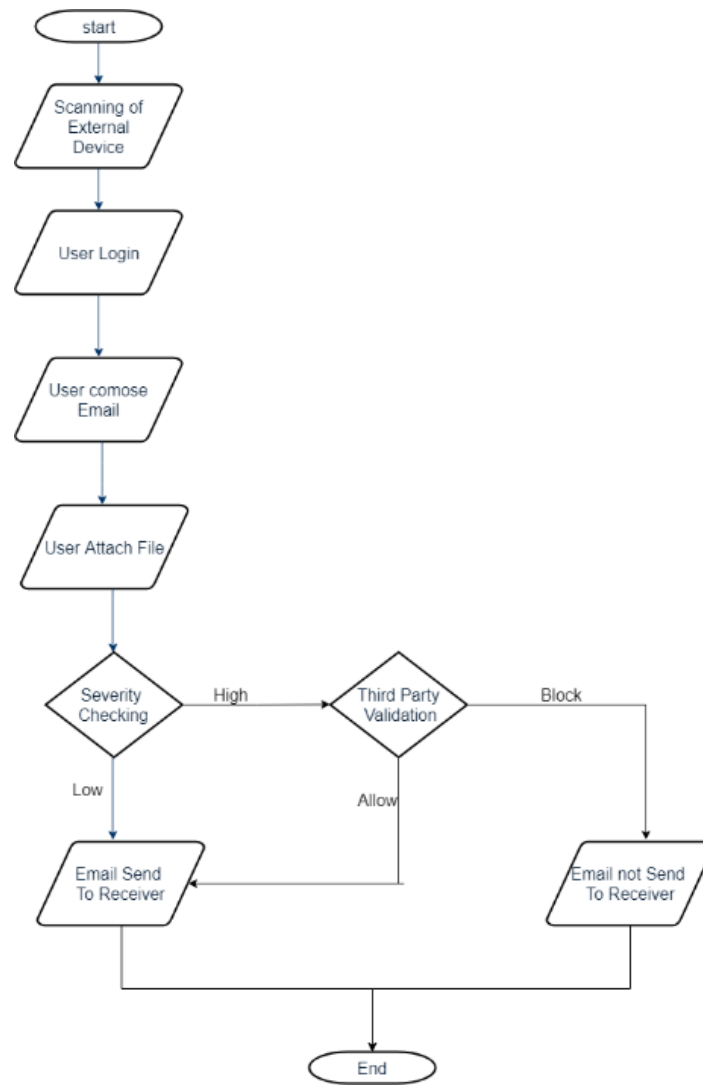 start
Scanning of
External
Device
User Login
User comose
Email
User Attach File
Severity
Checking
High
Third Party
Validation
Block
Low
Allow
Email Send
To Receiver
Email not Send
To Receiver
End